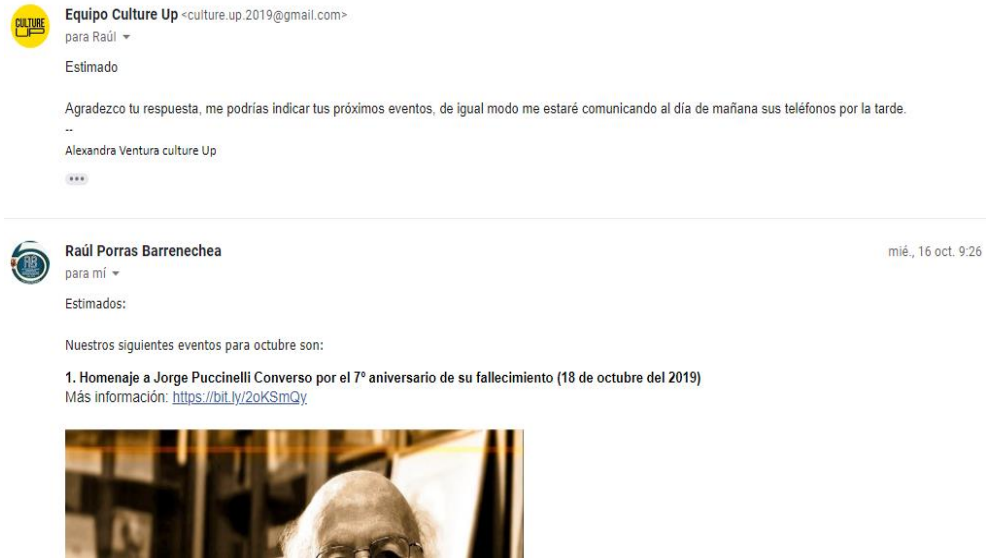 CULTURE
UP
Equipo Culture Up <culture.up.2019@gmail.com>
para Raúl
Estimado
Agradezco tu respuesta, me podrías indicar tus próximos eventos, de igual modo me estaré comunicando al día de mañana sus teléfonos por la tarde.
--
Alexandra Ventura culture Up
Raúl Porras Barrenechea
mié., 16 oct. 9:26
para mí
Estimados:
Nuestros siguientes eventos para octubre son:
1. Homenaje a Jorge Puccinelli Converso por el 7º aniversario de su fallecimiento (18 de octubre del 2019)
Más información: https://bit.ly/2oKSmQy